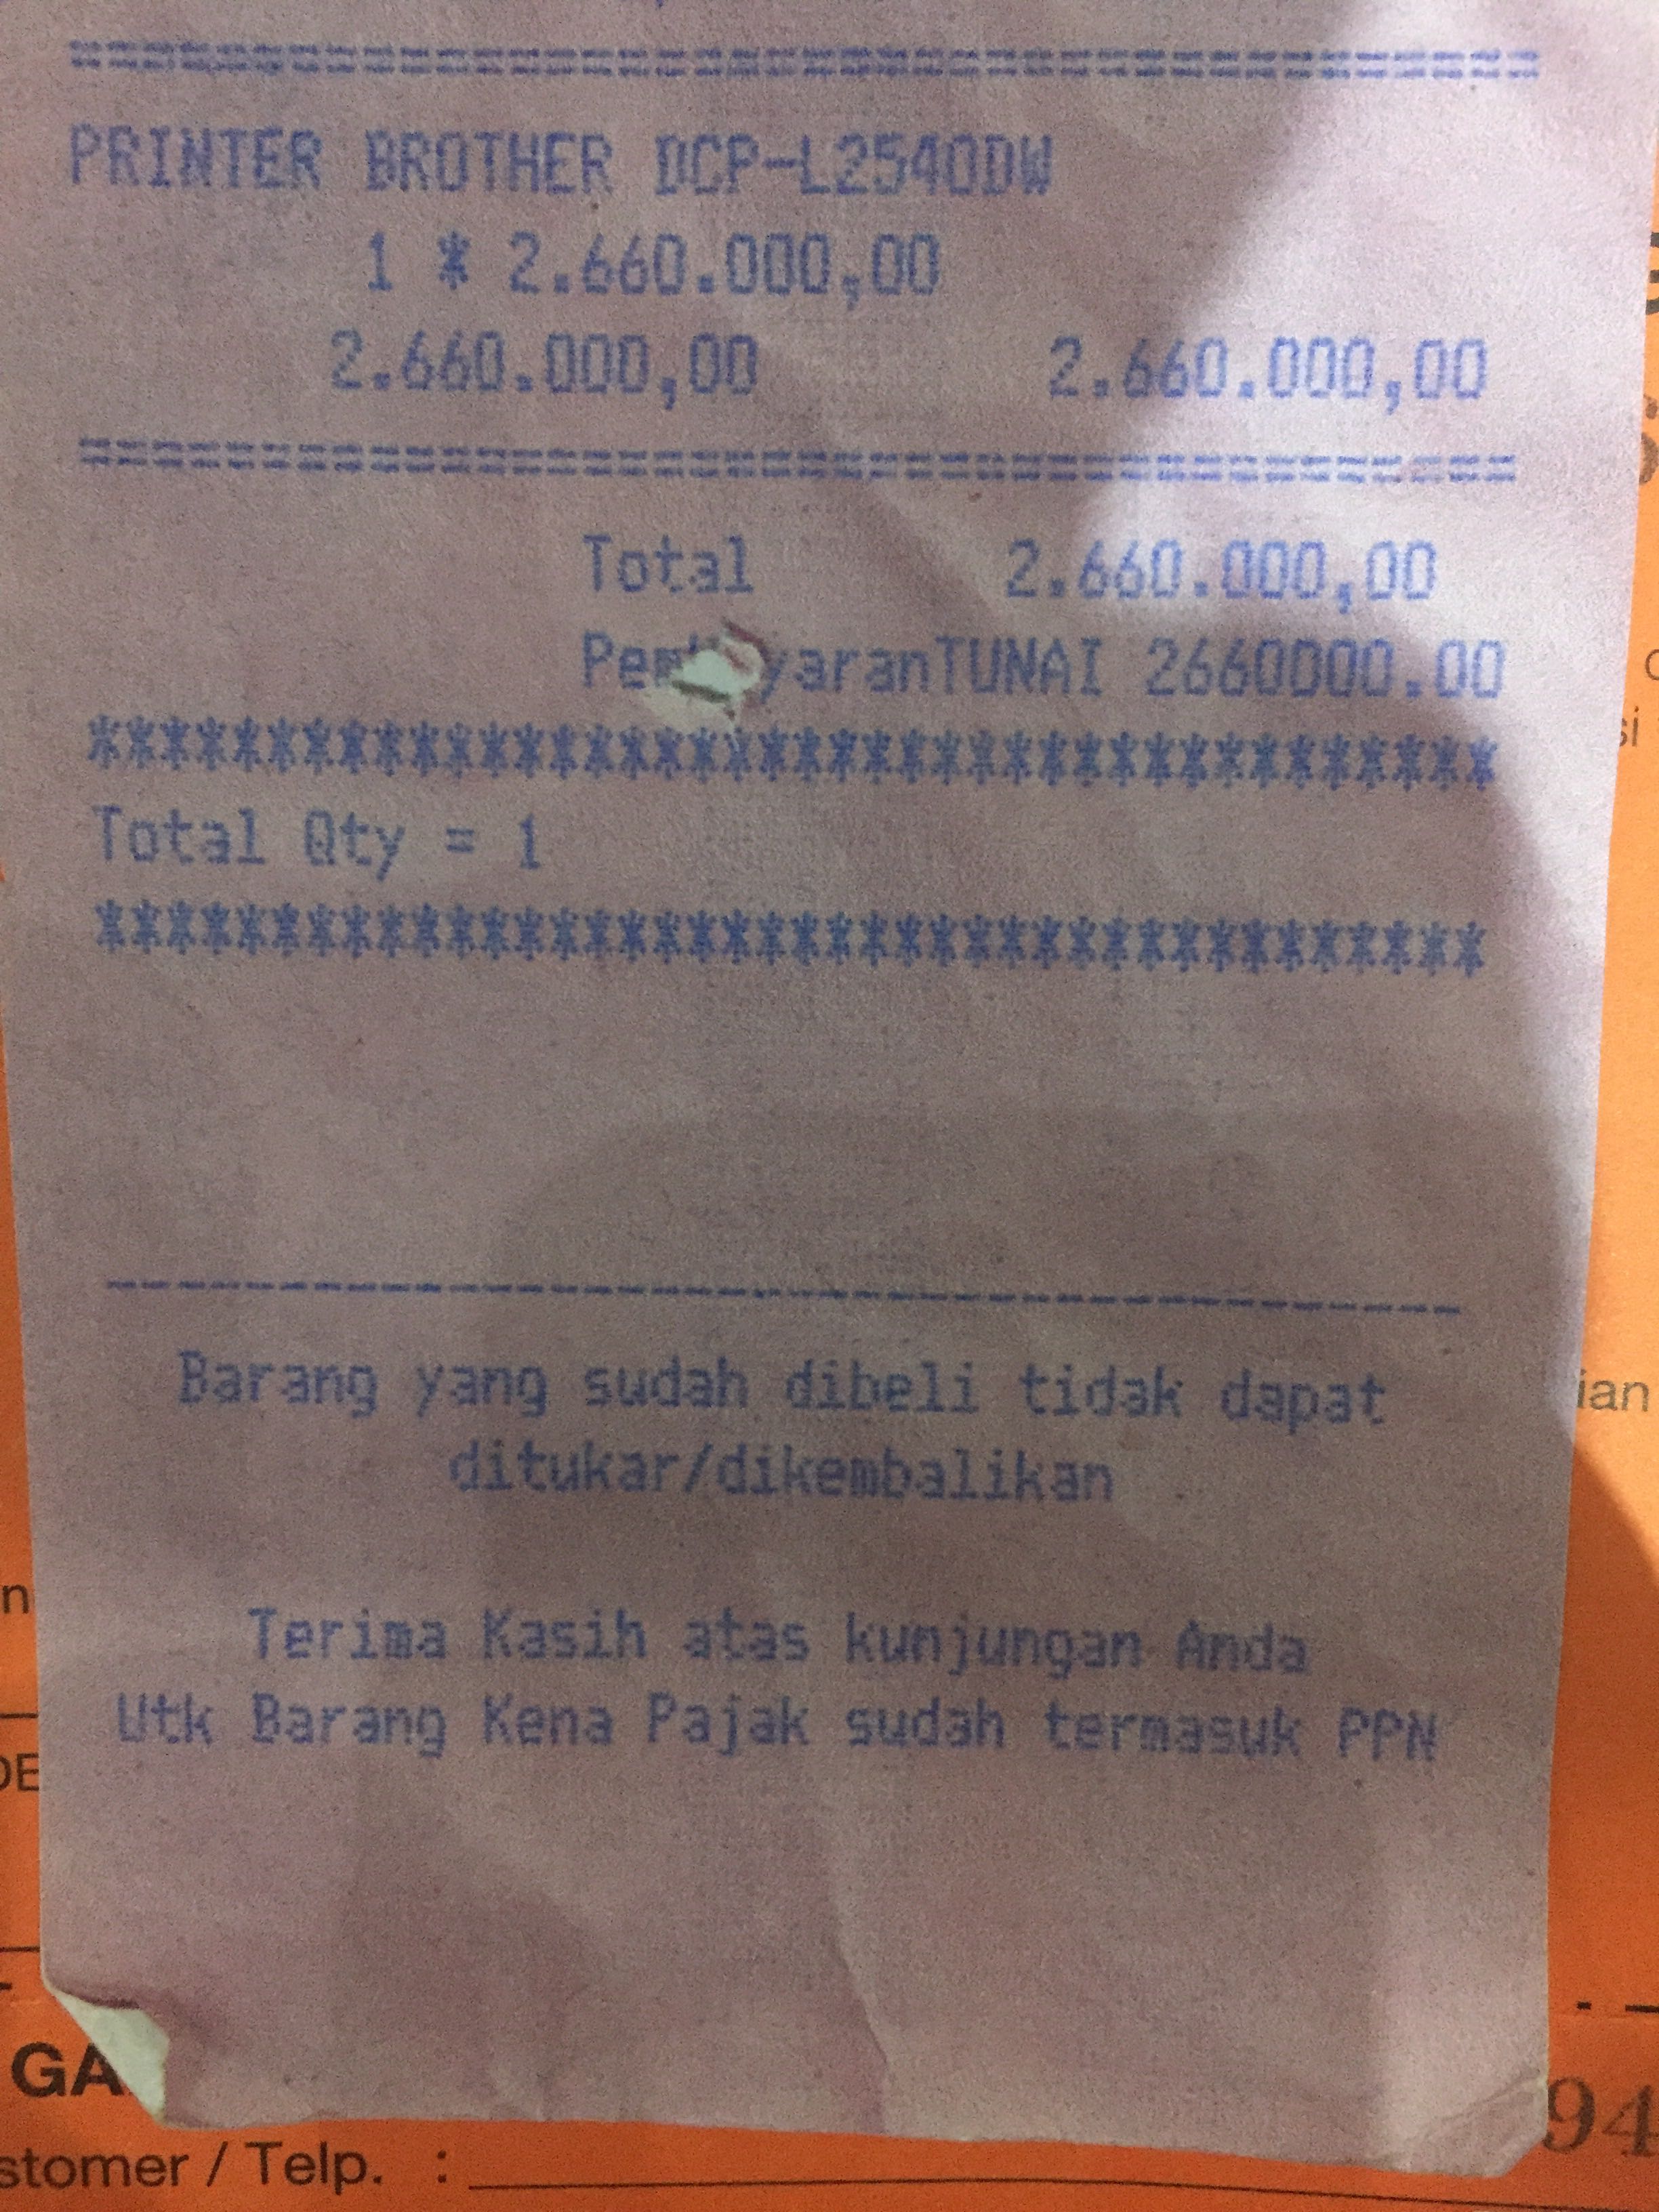 ========================================
PRINTER BROTHER DCP-L2540DW
1 * 2.660.000,00
2.660.000,00 2.660.000,00
========================================
Total 2.660.000,00
TUNAI 2660000.00
****************************************
Total Qty = 1
****************************************
----------------------------------------
Barang yang sudah dibeli tidak dapat
ditukar/dikembalikan
Terima Kasih atas kunjungan Anda
Utk Barang Kena Pajak sudah termasuk PPN
GA
stomer / Telp. :
94